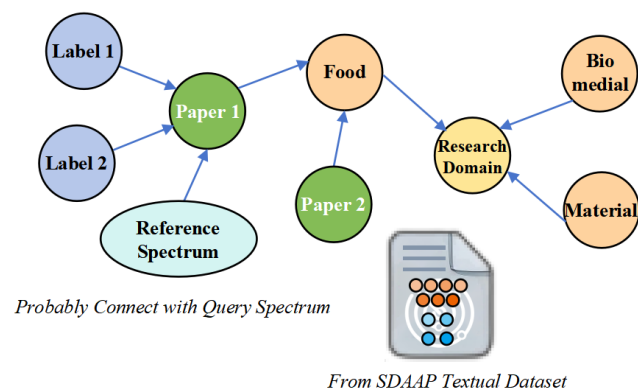 Label 1
Label 2
Paper 1
Reference
Spectrum
Food
Paper 2
Research
Domain
Bio
medial
Material
Probably Connect with Query Spectrum
From SDAAP Textual Dataset